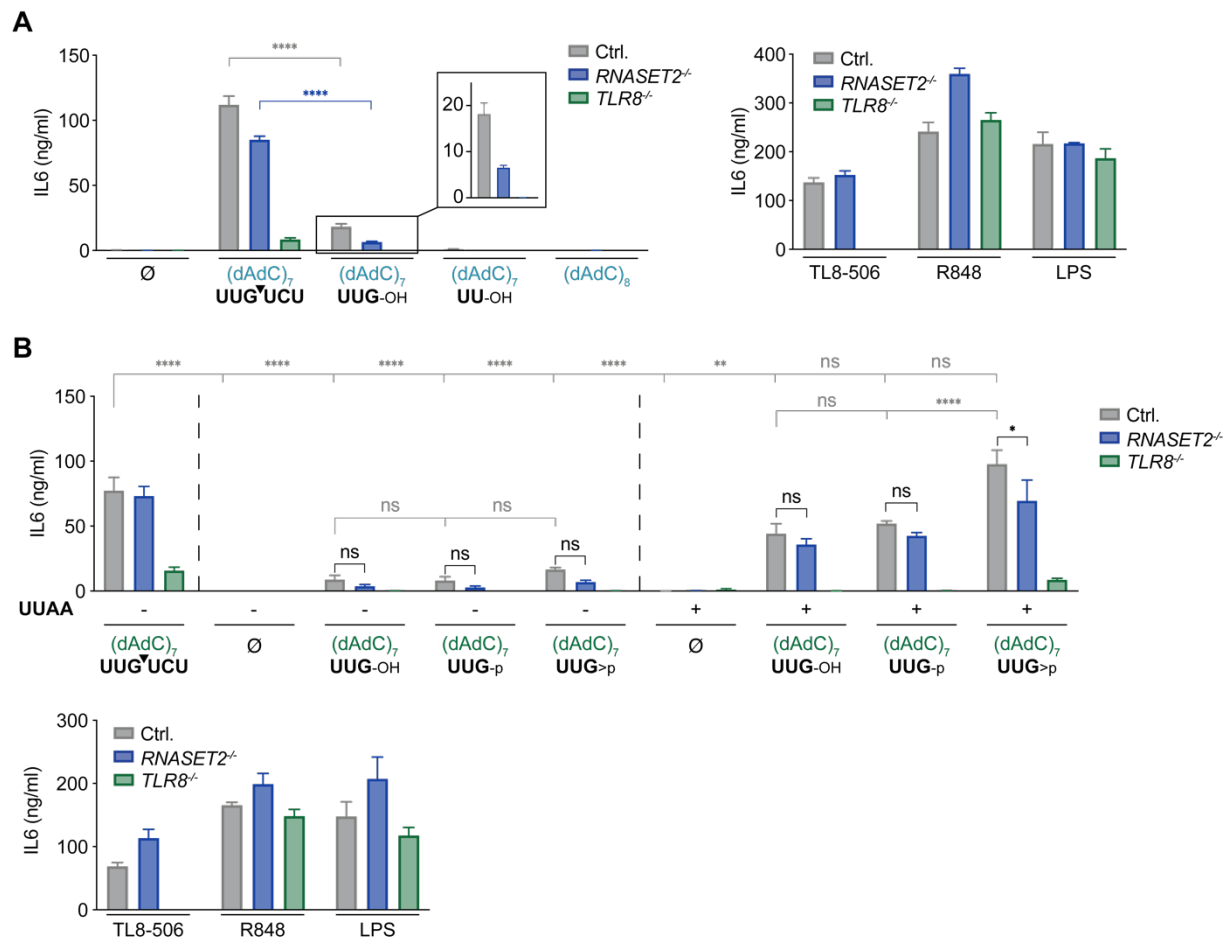 A
150
100
50
0
IL6 (ng/ml)
****
****
20
10
0
Ctrl.
RNASET2-/-
TLR8-/-
Ø
(dAdC)7
UUG▼UCU
(dAdC)7
UUG-OH
(dAdC)7
UU-OH
(dAdC)8
400
300
200
100
0
IL6 (ng/ml)
Ctrl.
RNASET2-/-
TLR8-/-
TL8-506 R848 LPS
B
**** **** **** **** **** ** ns ns
ns ****
150
100
50
0
IL6 (ng/ml)
ns ns
ns ns ns ns ns *
Ctrl.
RNASET2-/-
TLR8-/-
UUAA - - - - - + + + +
(dAdC)7 Ø (dAdC)7 (dAdC)7 (dAdC)7 Ø (dAdC)7 (dAdC)7 (dAdC)7
UUG▼UCU UUG-OH UUG-p UUG>p UUG-OH UUG-p UUG>p
300
200
100
0
IL6 (ng/ml)
Ctrl.
RNASET2-/-
TLR8-/-
TL8-506 R848 LPS